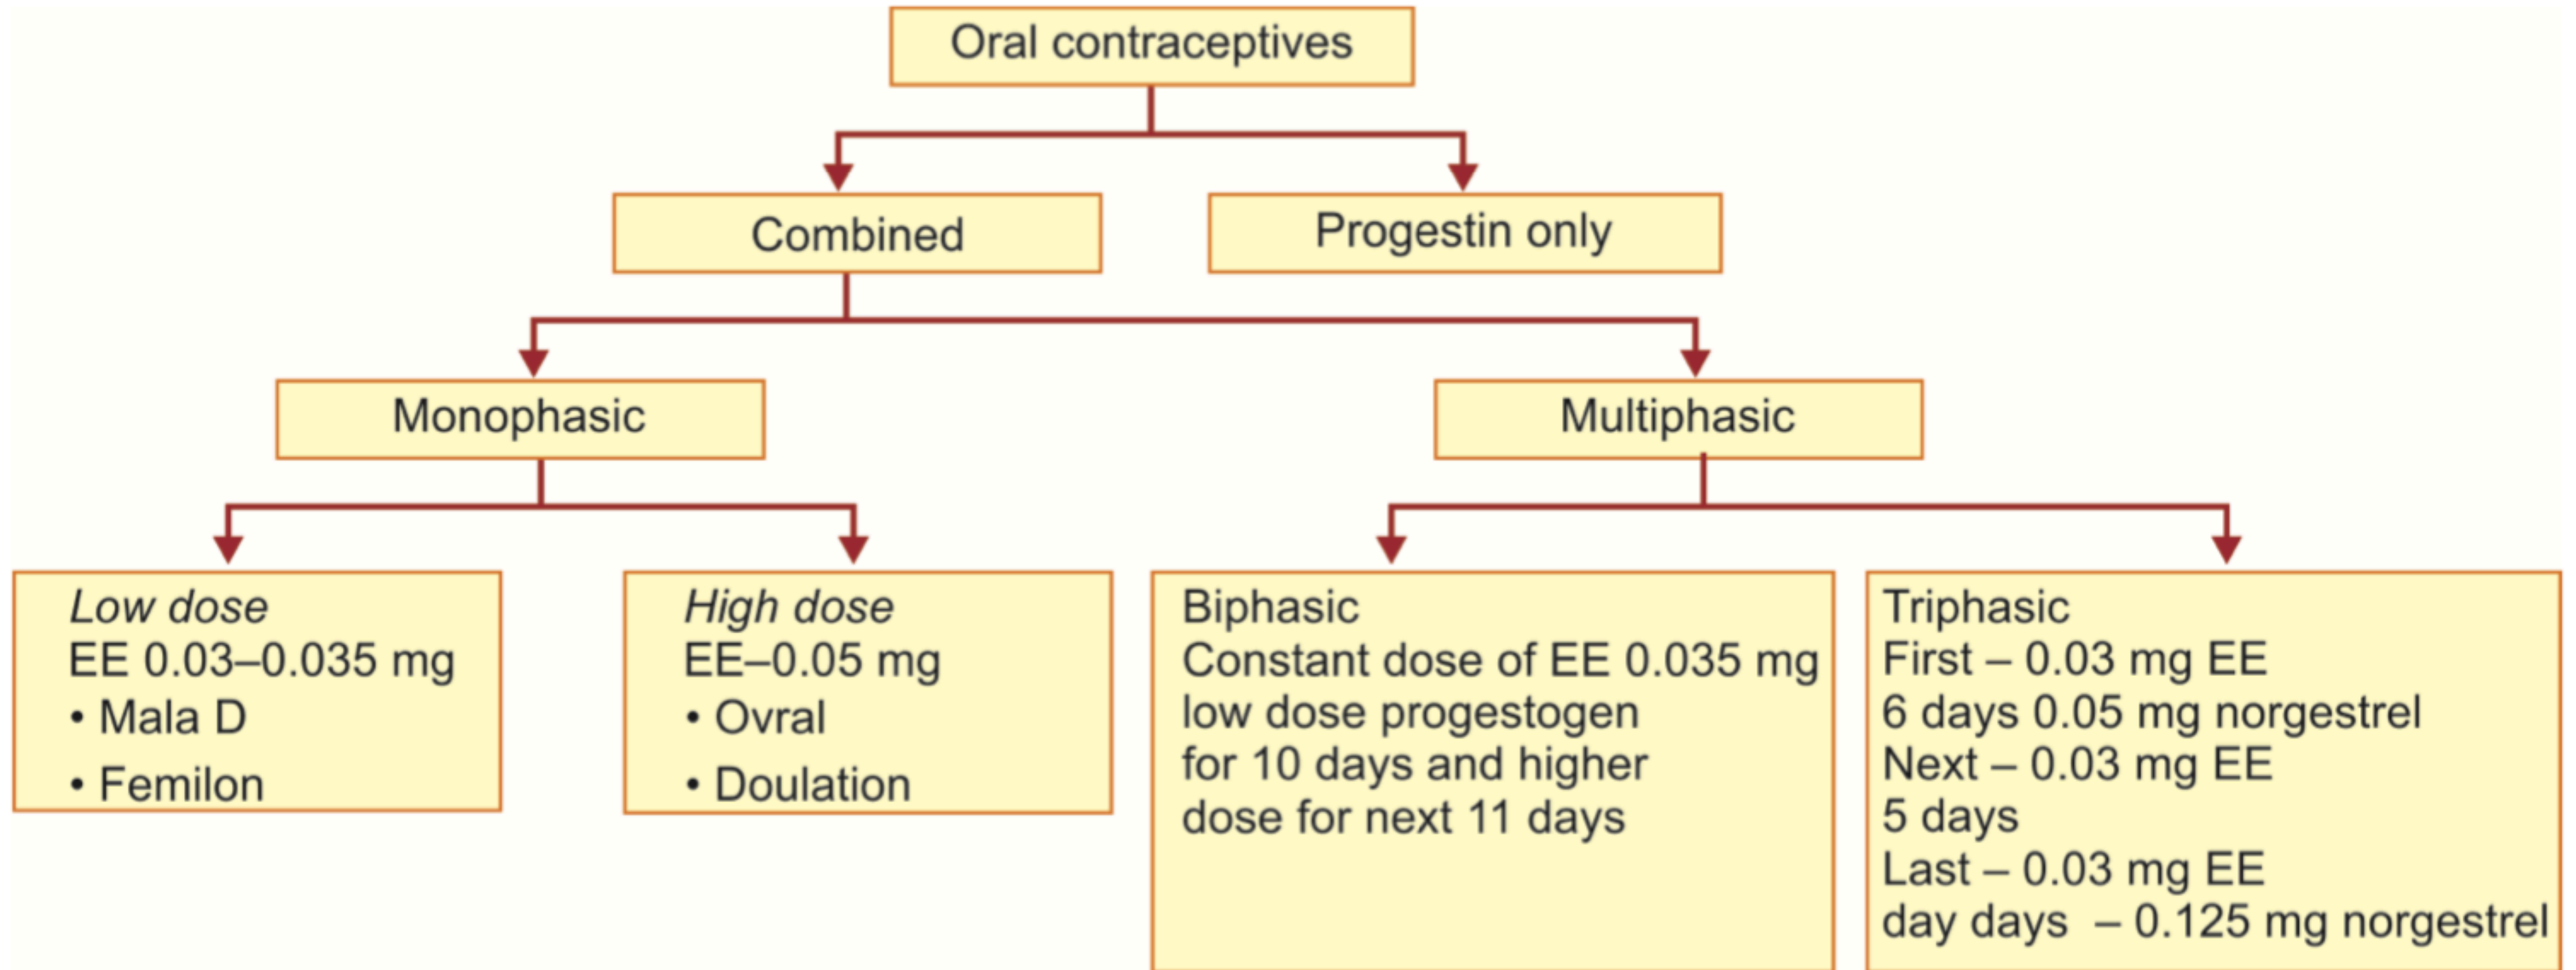 Oral contraceptives
Combined
Progestin only
Monophasic
Multiphasic
Low dose
EE 0.03–0.035 mg
• Mala D
• Femilon
High dose
EE–0.05 mg
• Ovral
• Doulation
Biphasic
Constant dose of EE 0.035 mg
low dose progestogen
for 10 days and higher
dose for next 11 days
Triphasic
First – 0.03 mg EE
6 days 0.05 mg norgestrel
Next – 0.03 mg EE
5 days
Last – 0.03 mg EE
day days – 0.125 mg norgestrel